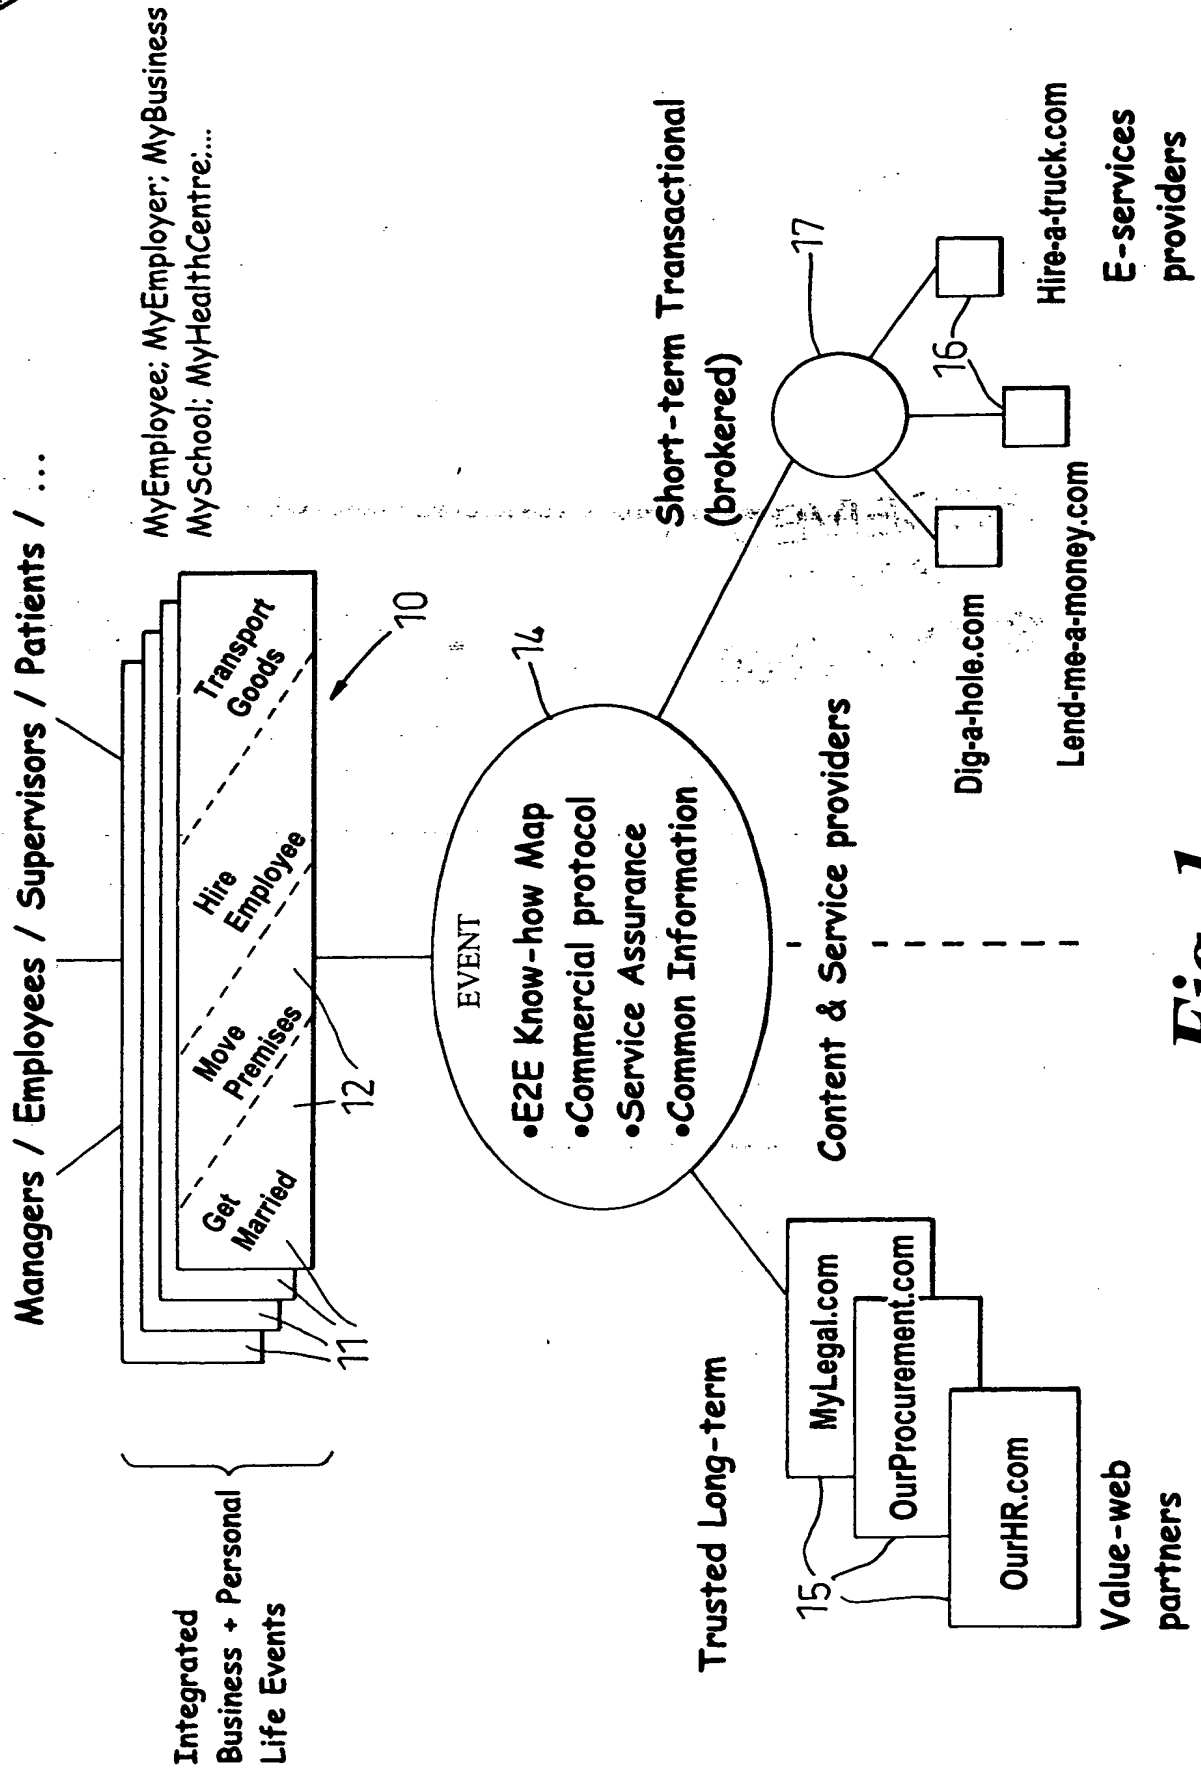 Managers / Employees / Supervisors / Patients / ...
MyEmployee; MyEmployer; MyBusiness
MySchool; MyHealthCentre;...
Integrated
Business + Personal
Life Events
Get
Married
Move
Premises
Hire
Employee
Transport
Goods
11
12
10
EVENT
14
•E2E Know-how Map
•Commercial protocol
•Service Assurance
•Common Information
Trusted Long-term
Short-term Transactional
(brokered)
15
MyLegal.com
OurProcurement.com
OurHR.com
Content & Service providers
17
16
Dig-a-hole.com
Lend-me-a-money.com
Hire-a-truck.com
Value-web
partners
E-services
providers
Fig. 1